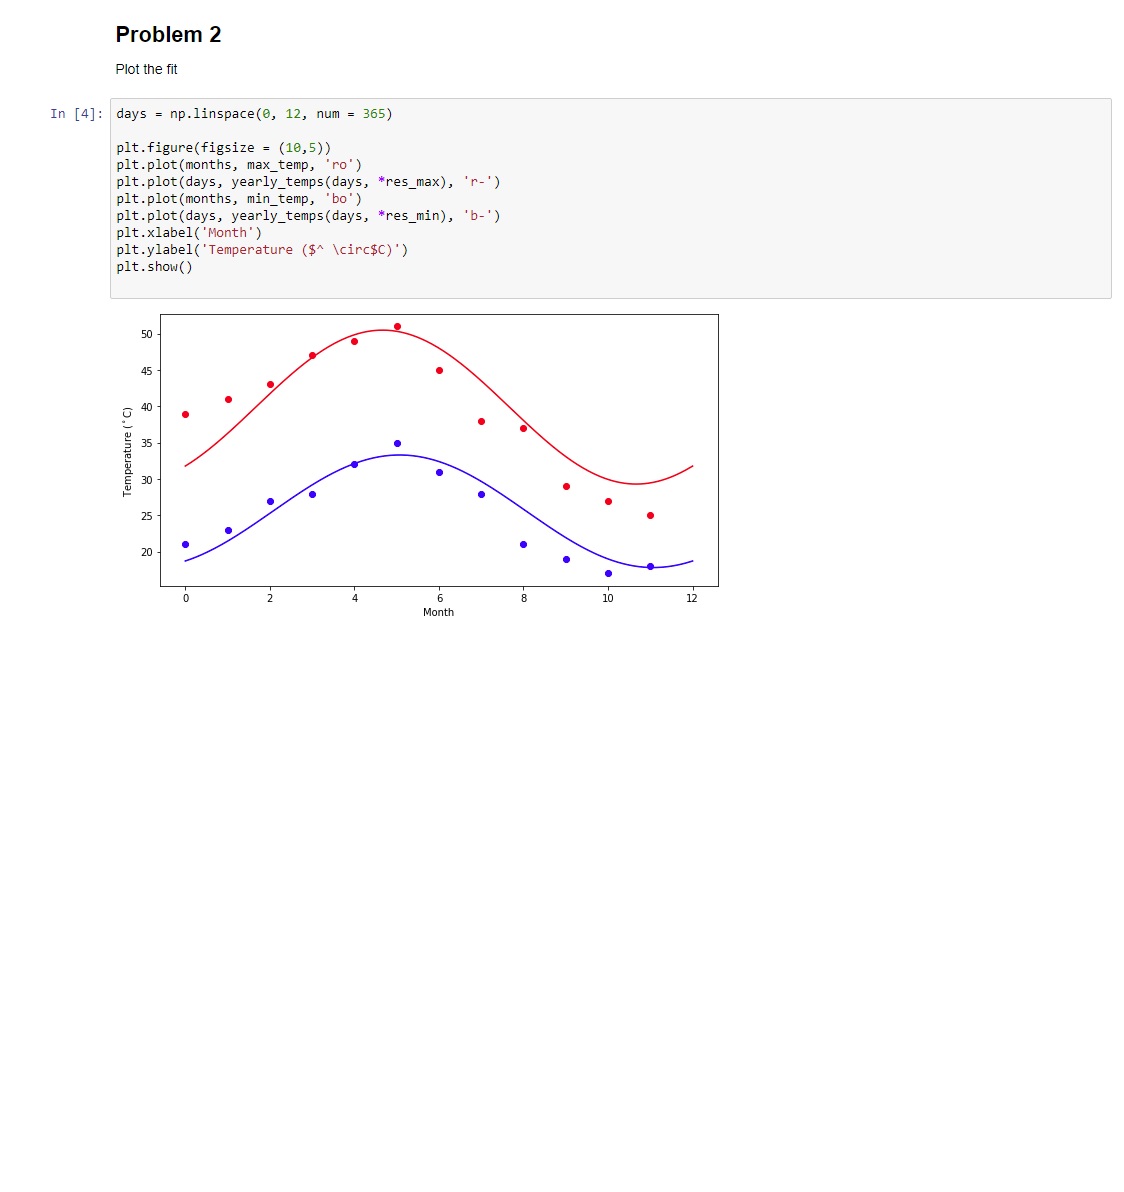 Problem 2
Plot the fit
In [4]:
days = np.linspace(0, 12, num = 365)
plt.figure(figsize = (10,5))
plt.plot(months, max_temp, 'ro')
plt.plot(days, yearly_temps(days, *res_max), 'r-')
plt.plot(months, min_temp, 'bo')
plt.plot(days, yearly_temps(days, *res_min), 'b-')
plt.xlabel('Month')
plt.ylabel('Temperature ($^ \circ$C)')
plt.show()
50
45
40
35
30
25
20
Temperature (°C)
0 2 4 6 8 10 12
Month